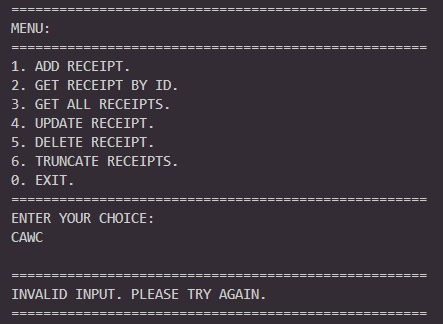 ====================================================
MENU:
====================================================
1. ADD RECEIPT.
2. GET RECEIPT BY ID.
3. GET ALL RECEIPTS.
4. UPDATE RECEIPT.
5. DELETE RECEIPT.
6. TRUNCATE RECEIPTS.
0. EXIT.
====================================================
ENTER YOUR CHOICE:
CAWC
====================================================
INVALID INPUT. PLEASE TRY AGAIN.
====================================================